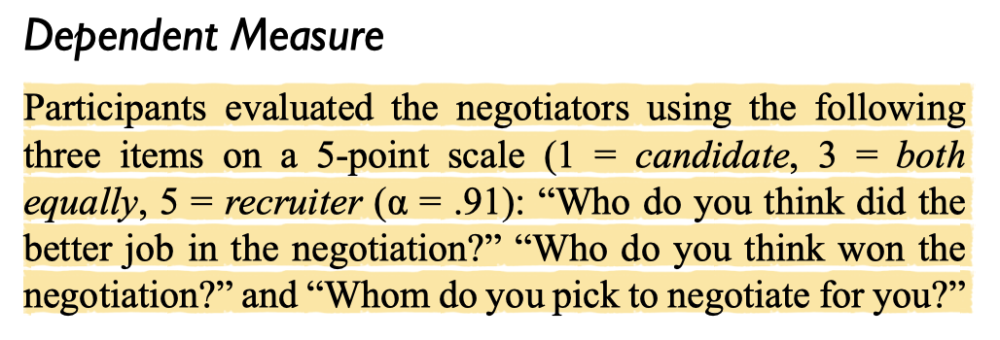 Dependent Measure
Participants evaluated the negotiators using the following
three items on a 5-point scale (1 = candidate, 3 = both
equally, 5 = recruiter (α = .91): “Who do you think did the
better job in the negotiation?” “Who do you think won the
negotiation?” and “Whom do you pick to negotiate for you?”